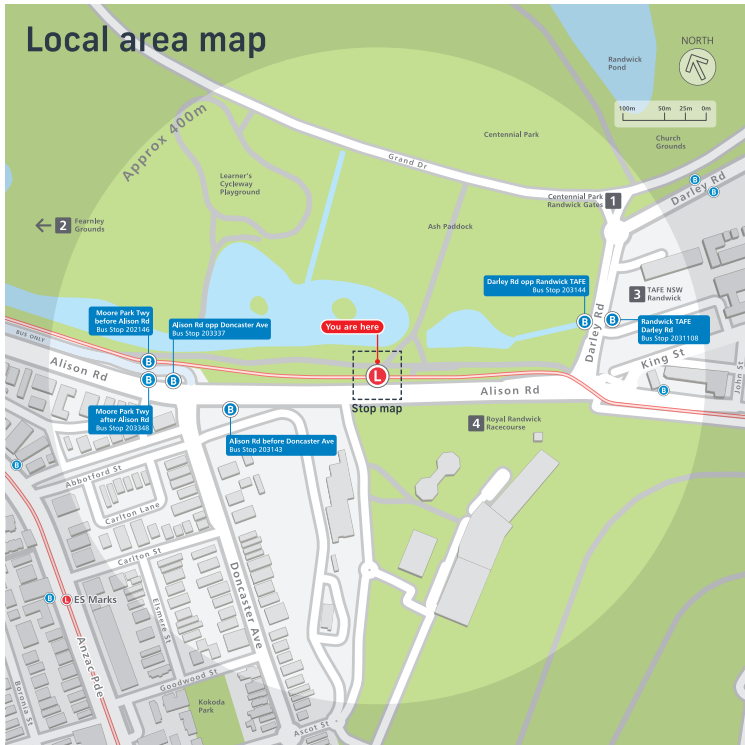 Local area map
NORTH
Randwick
Pond
100m 50m 25m 0m
Approx 400m
Centennial Park
Church
Grounds
Grand Dr
Learner's
Cycleway
Playground
B
B
Darley Rd
Centennial Park
Randwick Gates
1
2
Fearnley
Grounds
Ash Paddock
Darley Rd opp Randwick TAFE
Bus Stop 203144
3
TAFE NSW
Randwick
Moore Park Twy
before Alison Rd
Bus Stop 202146
Alison Rd opp Doncaster Ave
Bus Stop 203337
You are here
B
B
Randwick TAFE
Darley Rd
Bus Stop 2031108
Darley Rd
BUS ONLY
B
King St
Alison Rd
B
B
L
Alison Rd
B
John St
Stop map
Moore Park Twy
after Alison Rd
Bus Stop 203348
B
4
Royal Randwick
Racecourse
Alison Rd before Doncaster Ave
Bus Stop 203143
B
Abbotford St
Carlton Lane
Carlton St
Doncaster Ave
B
L
ES Marks
Elsmere St
Anzac Pde
Goodwood St
Boronia St
Kokoda
Park
Ascot St